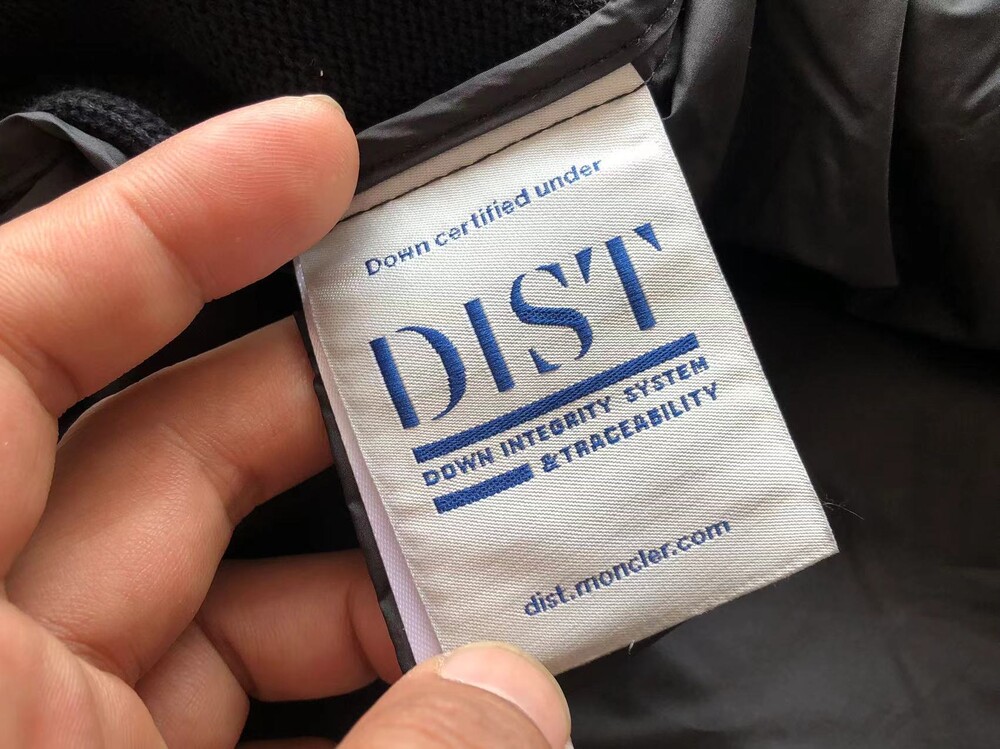 Down certified under
DIST
DOWN INTEGRITY SYSTEM
&TRACEABILITY
dist.moncler.com